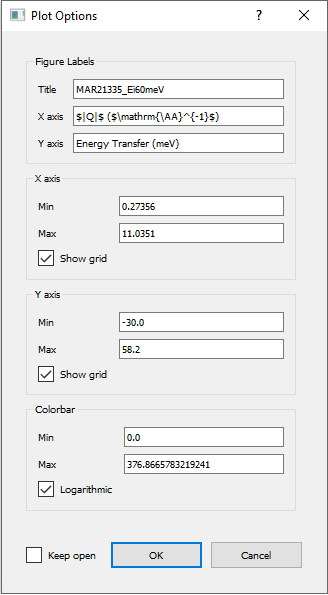 Plot Options
Figure Labels
Title MAR21335_Ei60meV
X axis $|Q|$ ($\mathrm{\AA}^{-1}$)
Y axis Energy Transfer (meV)
X axis
Min 0.27356
Max 11.0351
Show grid
Y axis
Min -30.0
Max 58.2
Show grid
Colorbar
Min 0.0
Max 376.8665783219241
Logarithmic
Keep open OK Cancel